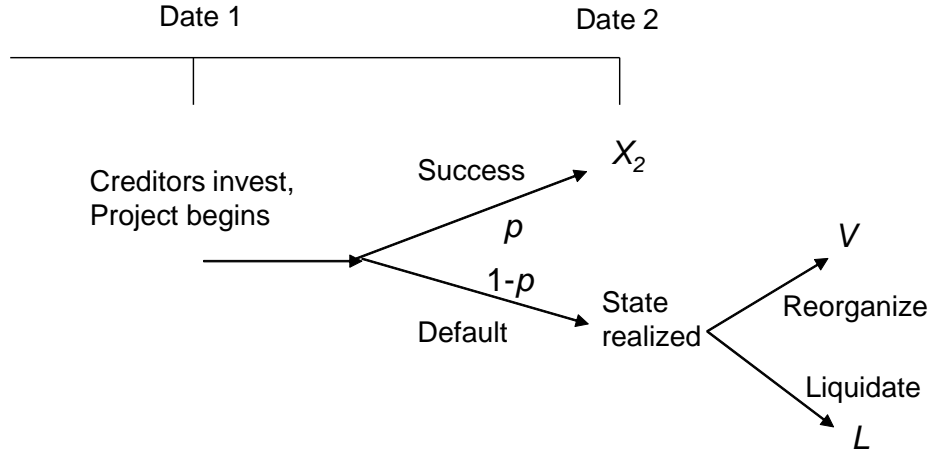 Date 1
Date 2
Creditors invest,
Project begins
Success
p
X2
1-p
Default
State
realized
V
Reorganize
Liquidate
L